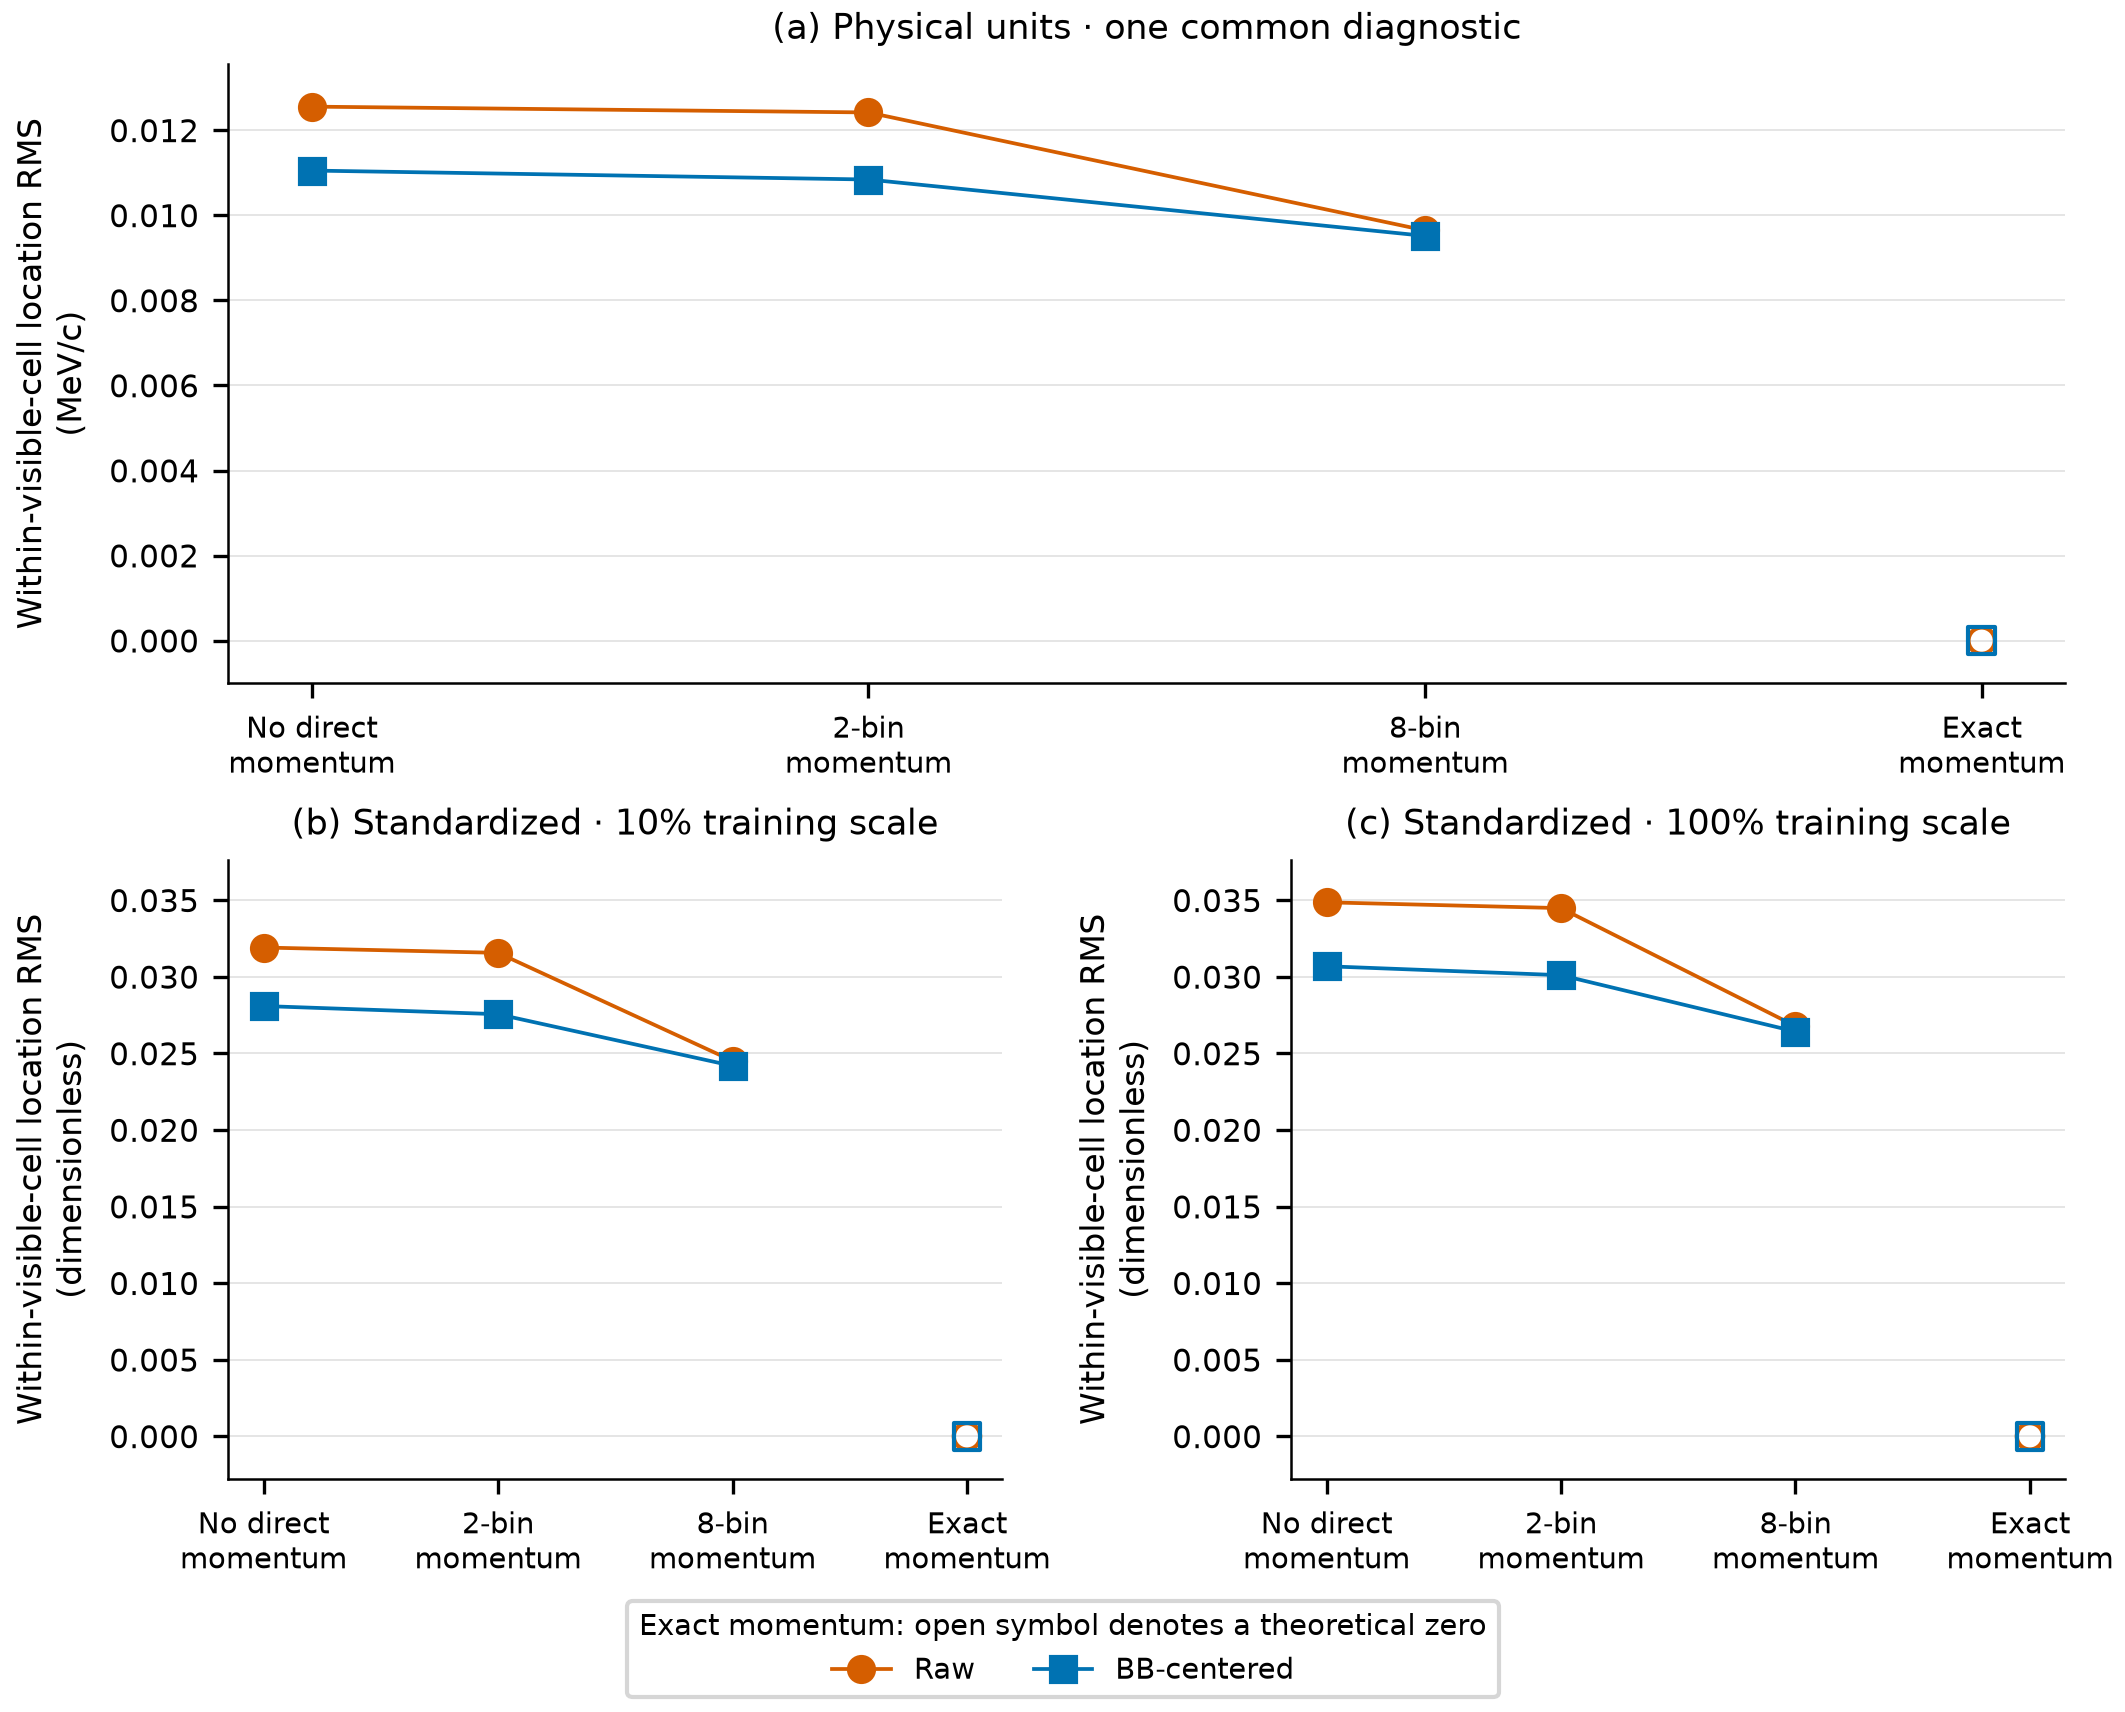 (a) Physical units · one common diagnostic
Within-visible-cell location RMS
(MeV/c)
0.012
0.010
0.008
0.006
0.004
0.002
0.000
No direct
momentum
2-bin
momentum
8-bin
momentum
Exact
momentum
(b) Standardized · 10% training scale
Within-visible-cell location RMS
(dimensionless)
0.035
0.030
0.025
0.020
0.015
0.010
0.005
0.000
No direct
momentum
2-bin
momentum
8-bin
momentum
Exact
momentum
(c) Standardized · 100% training scale
Within-visible-cell location RMS
(dimensionless)
0.035
0.030
0.025
0.020
0.015
0.010
0.005
0.000
No direct
momentum
2-bin
momentum
8-bin
momentum
Exact
momentum
Exact momentum: open symbol denotes a theoretical zero
Raw
BB-centered